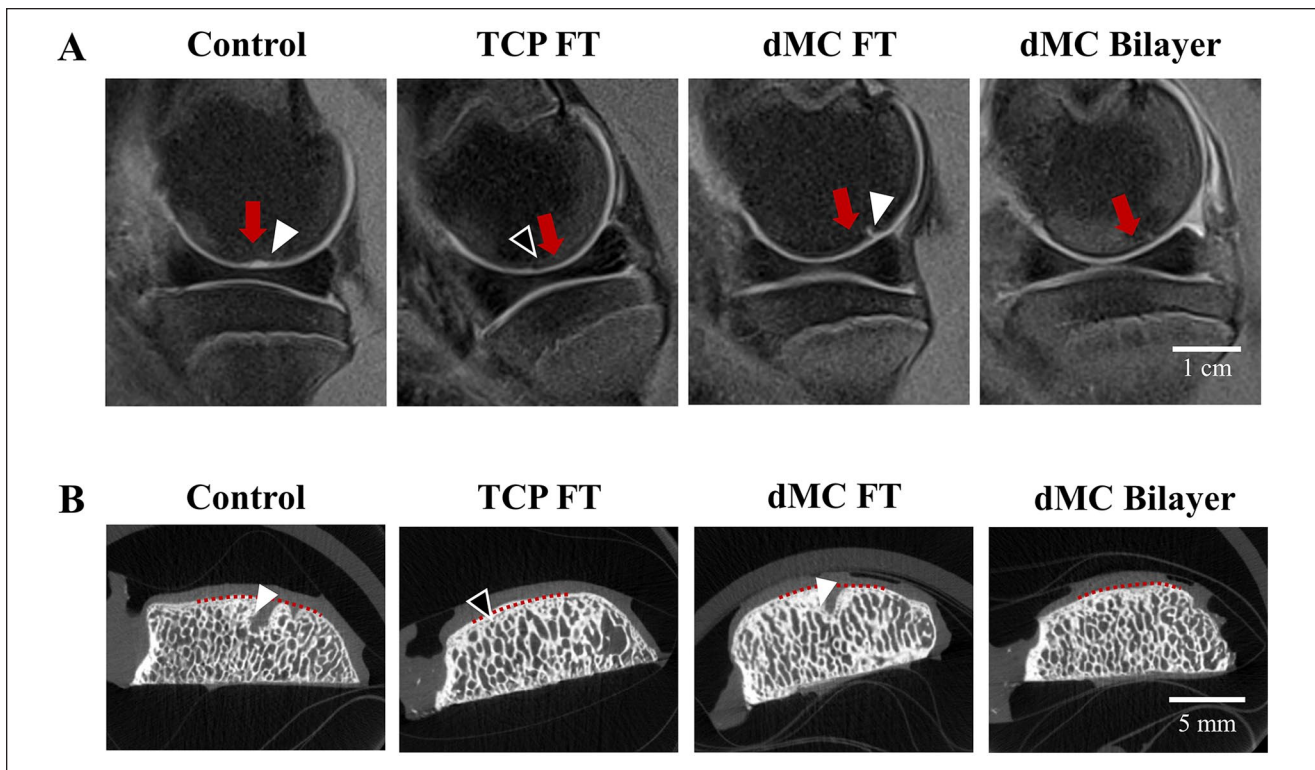 A
Control
TCP FT
dMC FT
dMC Bilayer
1 cm
B
Control
TCP FT
dMC FT
dMC Bilayer
5 mm